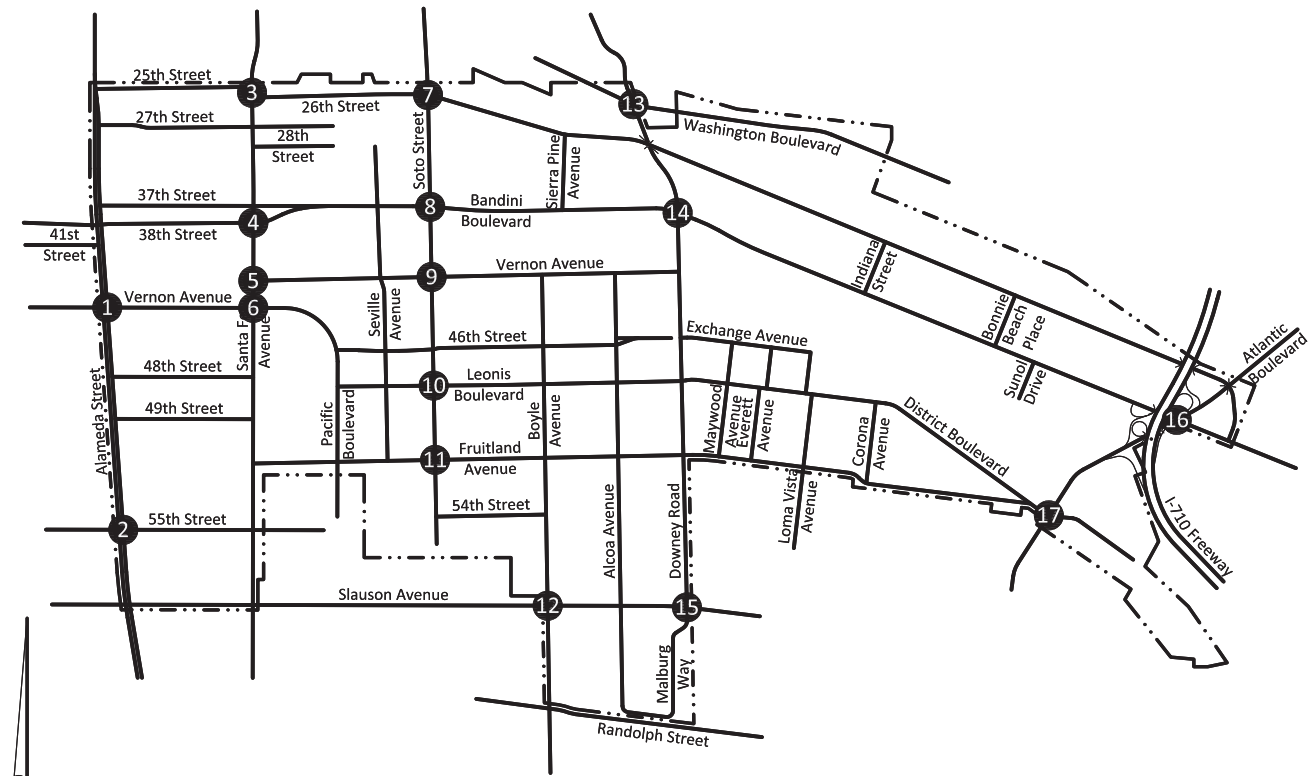 25th Street
3
7
26th Street
13
27th Street
28th
Street
Washington Boulevard
Soto Street
Sierra Pine
Avenue
37th Street
8
Bandini
Boulevard
14
4
38th Street
41st
Street
Indiana
Street
Vernon Avenue
9
5
1
Vernon Avenue
6
Santa F
Avenue
Seville
Avenue
46th Street
Exchange Avenue
Bonnie
Beach
Place
Atlantic
Boulevard
48th Street
10
Leonis
Boulevard
Sunol
Drive
49th Street
Alameda Street
Pacific
Boulevard
Boyle
Avenue
Maywood
Avenue
Everett
Avenue
Corona
Avenue
District Boulevard
16
11
Fruitland
Avenue
Loma Vista
Avenue
54th Street
2
55th Street
Alcoa Avenue
Downey Road
17
I-710 Freeway
Slauson Avenue
12
15
Malburg
Way
Randolph Street